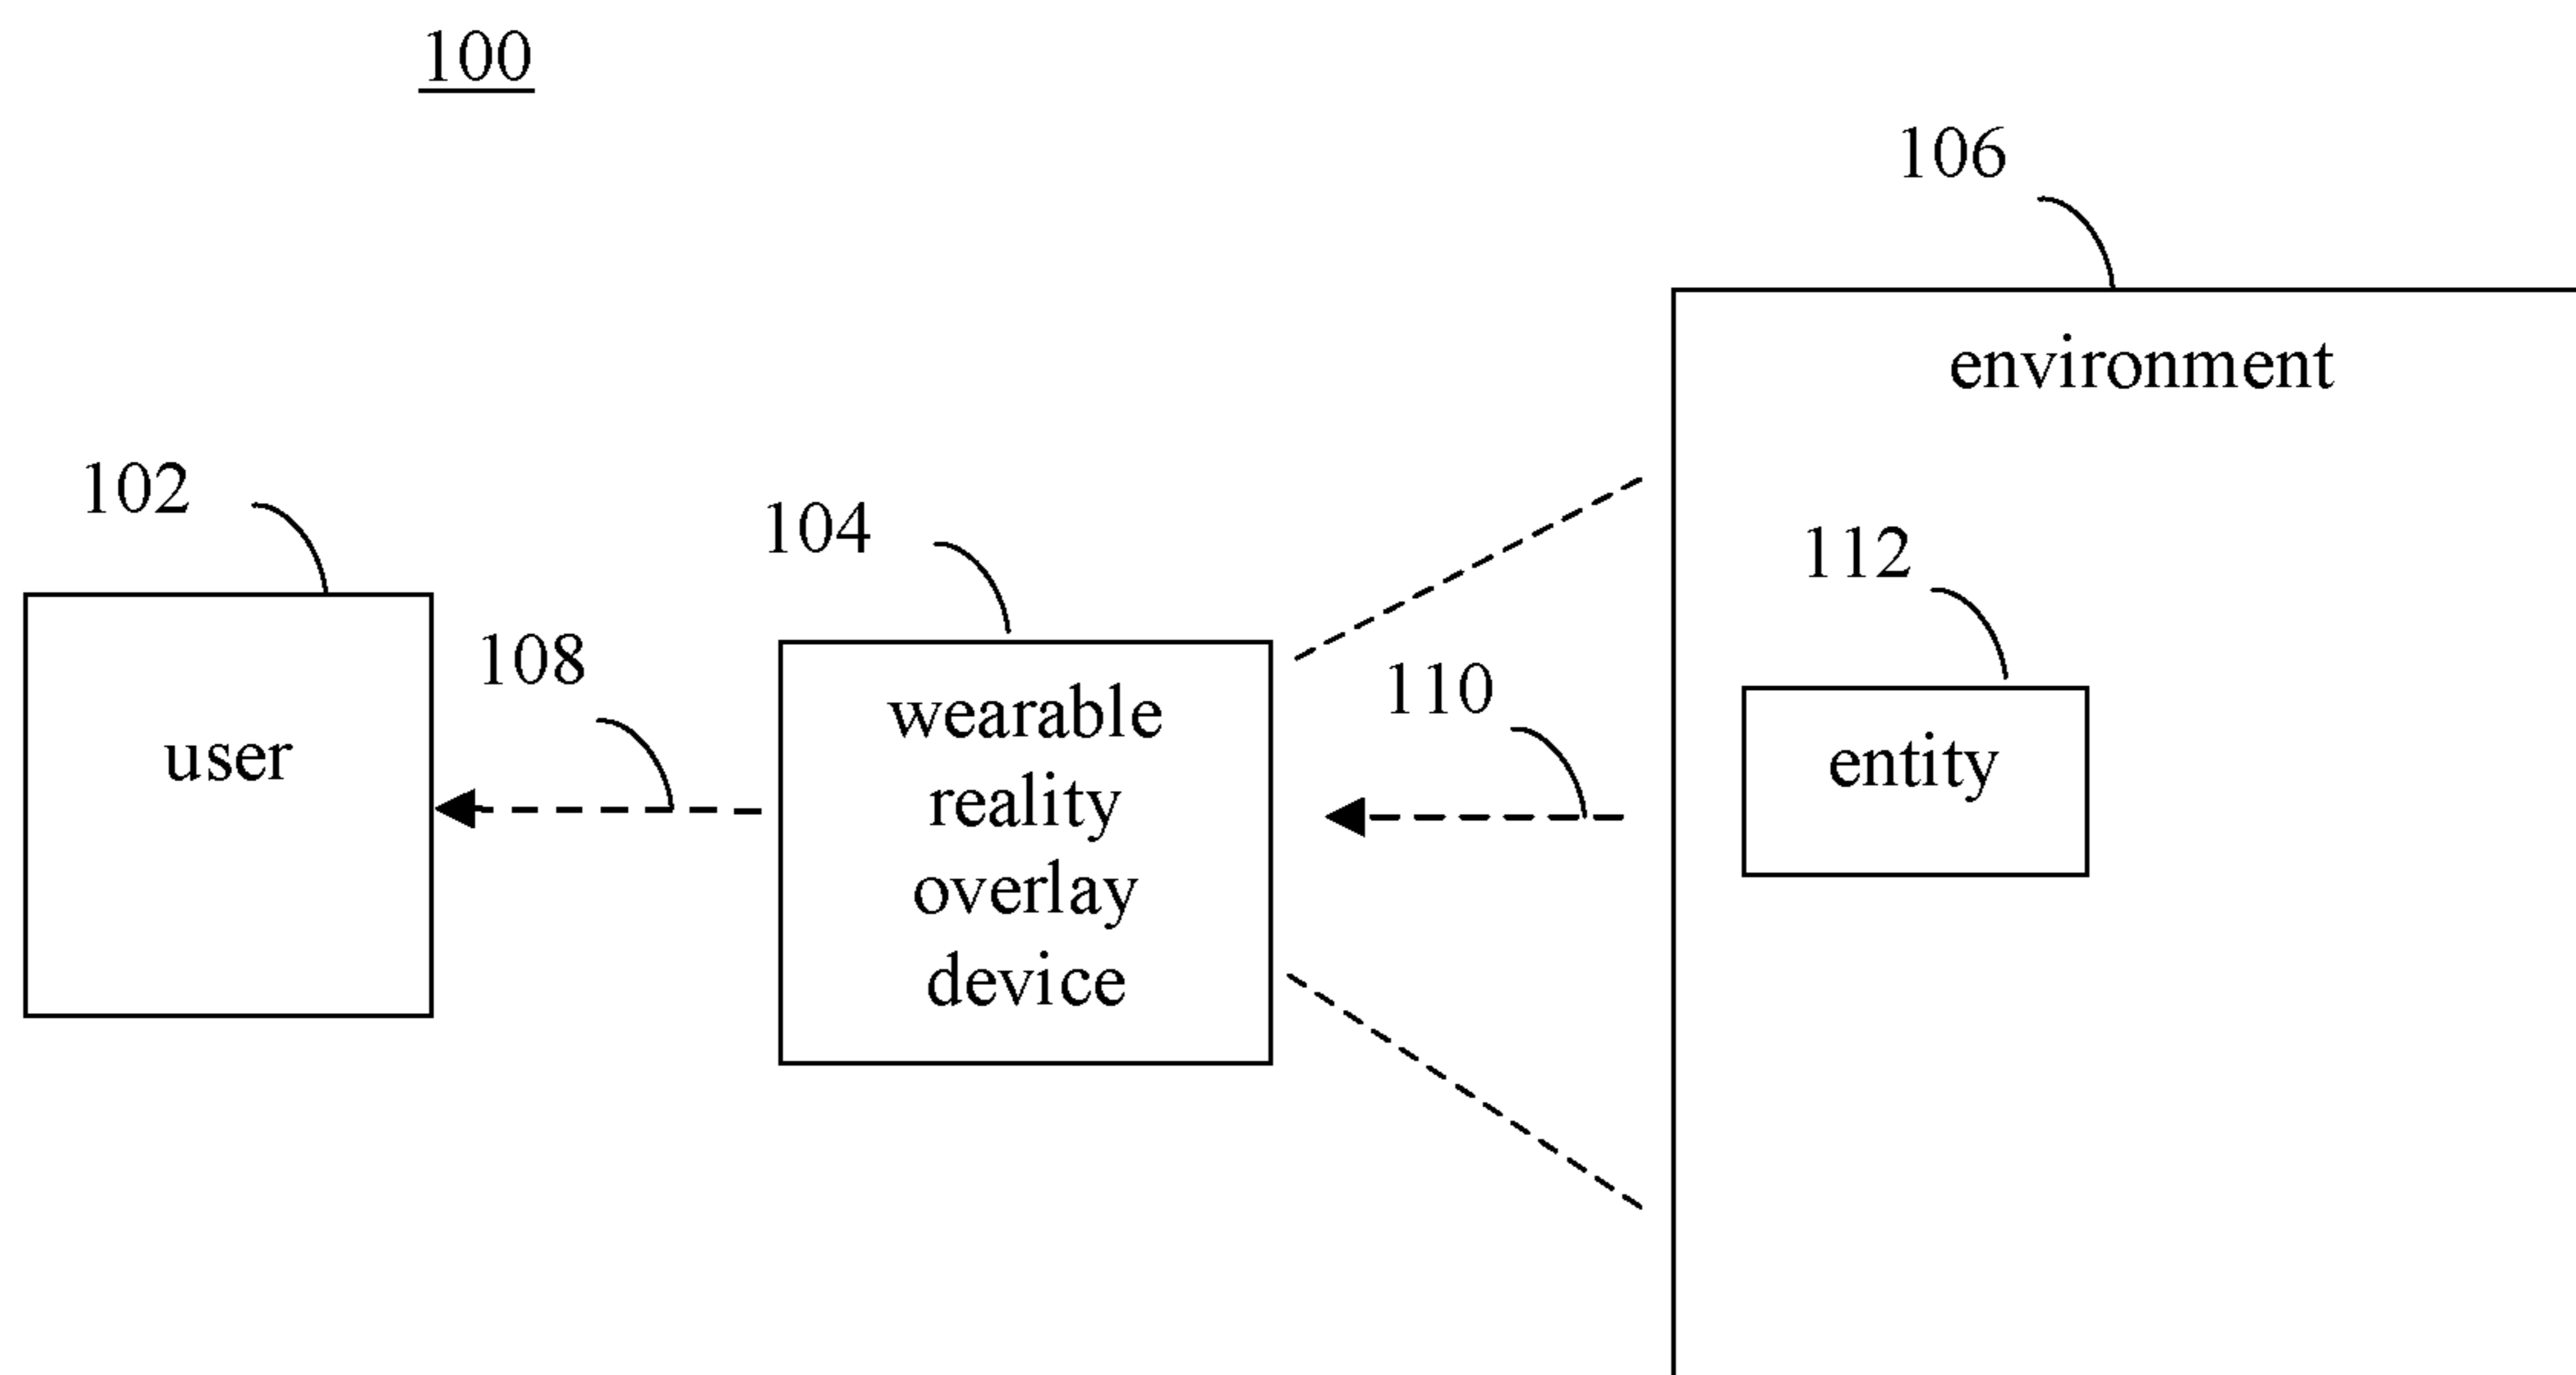 100
106
environment
102
104
112
108
110
user
wearable
reality
overlay
device
entity